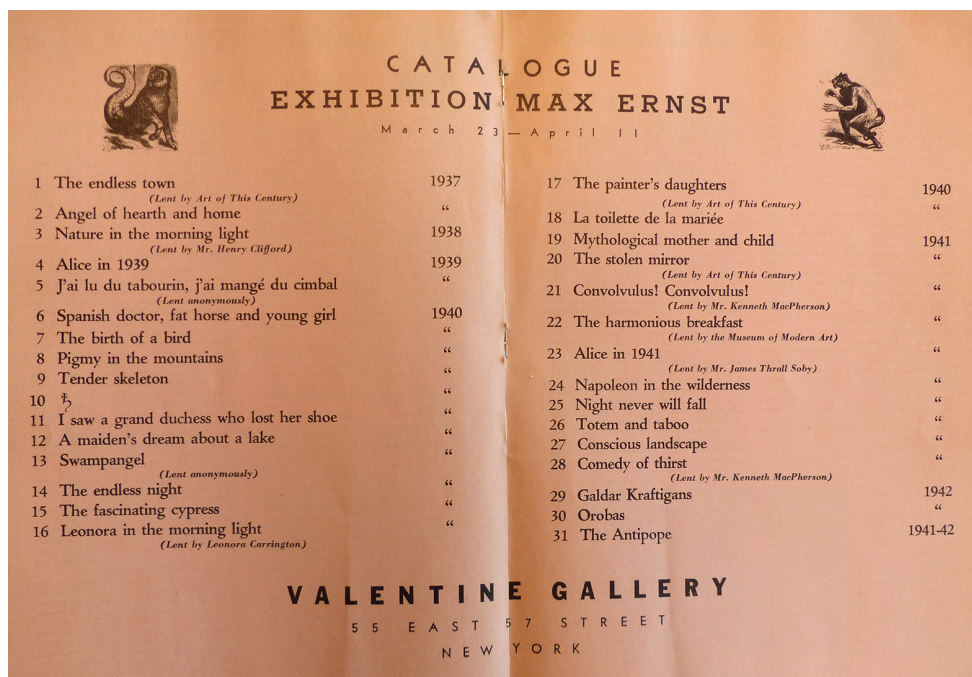 CATALOGUE
EXHIBITION MAX ERNST
March 23—April 11
1 The endless town 1937
(Lent by Art of This Century)
2 Angel of hearth and home “
3 Nature in the morning light 1938
(Lent by Mr. Henry Clifford)
4 Alice in 1939 1939
5 J'ai lu du tabourin, j'ai mangé du cimbal “
(Lent anonymously)
6 Spanish doctor, fat horse and young girl 1940
7 The birth of a bird “
8 Pigmy in the mountains “
9 Tender skeleton “
10 ♄ “
11 I saw a grand duchess who lost her shoe “
12 A maiden's dream about a lake “
13 Swampangel “
(Lent anonymously)
14 The endless night “
15 The fascinating cypress “
16 Leonora in the morning light “
(Lent by Leonora Carrington)
17 The painter's daughters 1940
(Lent by Art of This Century)
18 La toilette de la mariée “
19 Mythological mother and child 1941
20 The stolen mirror “
(Lent by Art of This Century)
21 Convolvulus! Convolvulus! “
(Lent by Mr. Kenneth MacPherson)
22 The harmonious breakfast “
(Lent by the Museum of Modern Art)
23 Alice in 1941 “
(Lent by Mr. James Thrall Soby)
24 Napoleon in the wilderness “
25 Night never will fall “
26 Totem and taboo “
27 Conscious landscape “
28 Comedy of thirst “
(Lent by Mr. Kenneth MacPherson)
29 Galdar Kraftigans 1942
30 Orobas “
31 The Antipope 1941-42
VALENTINE GALLERY
55 EAST 57 STREET
NEW YORK